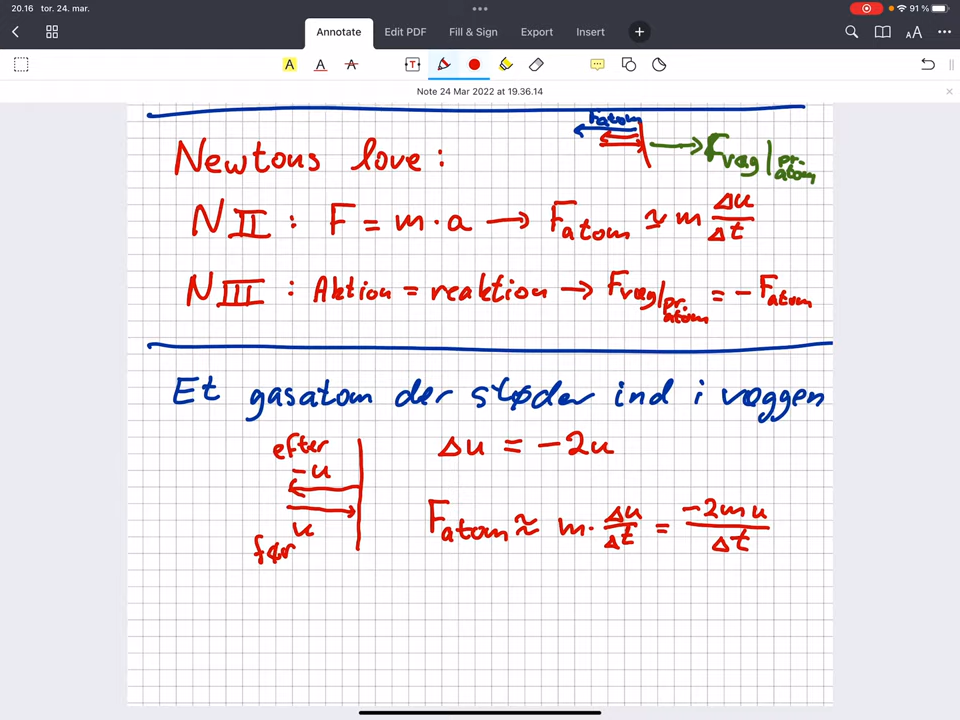 20.16 tor. 24. mar.
91 %
Annotate Edit PDF Fill & Sign Export Insert
Note 24 Mar 2022 at 19.36.14
Fatom
Newtons love:
Fvæg/pr. atom
N II : F = m · a → Fatom ≃ m Δu/Δt
N III : Aktion = reaktion → Fvæg/pr. atom = - Fatom
Et gasatom der støder ind i væggen
efter
-u
u
før
Δu = -2u
Fatom ≈ m · Δu/Δt = -2mu/Δt